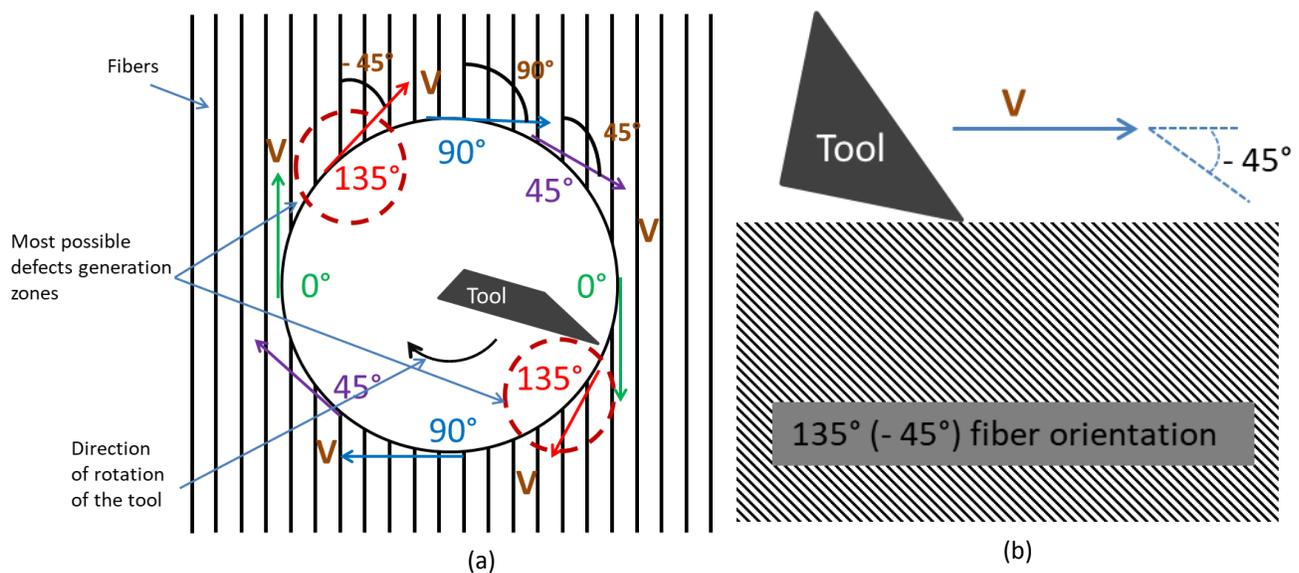 Fibers
- 45°
V
90°
45°
V
135°
90°
45°
V
Most possible
defects generation
zones
0°
Tool
0°
45°
135°
90°
V
V
Direction
of rotation
of the tool
(a)
Tool
V
- 45°
135° (- 45°) fiber orientation
(b)